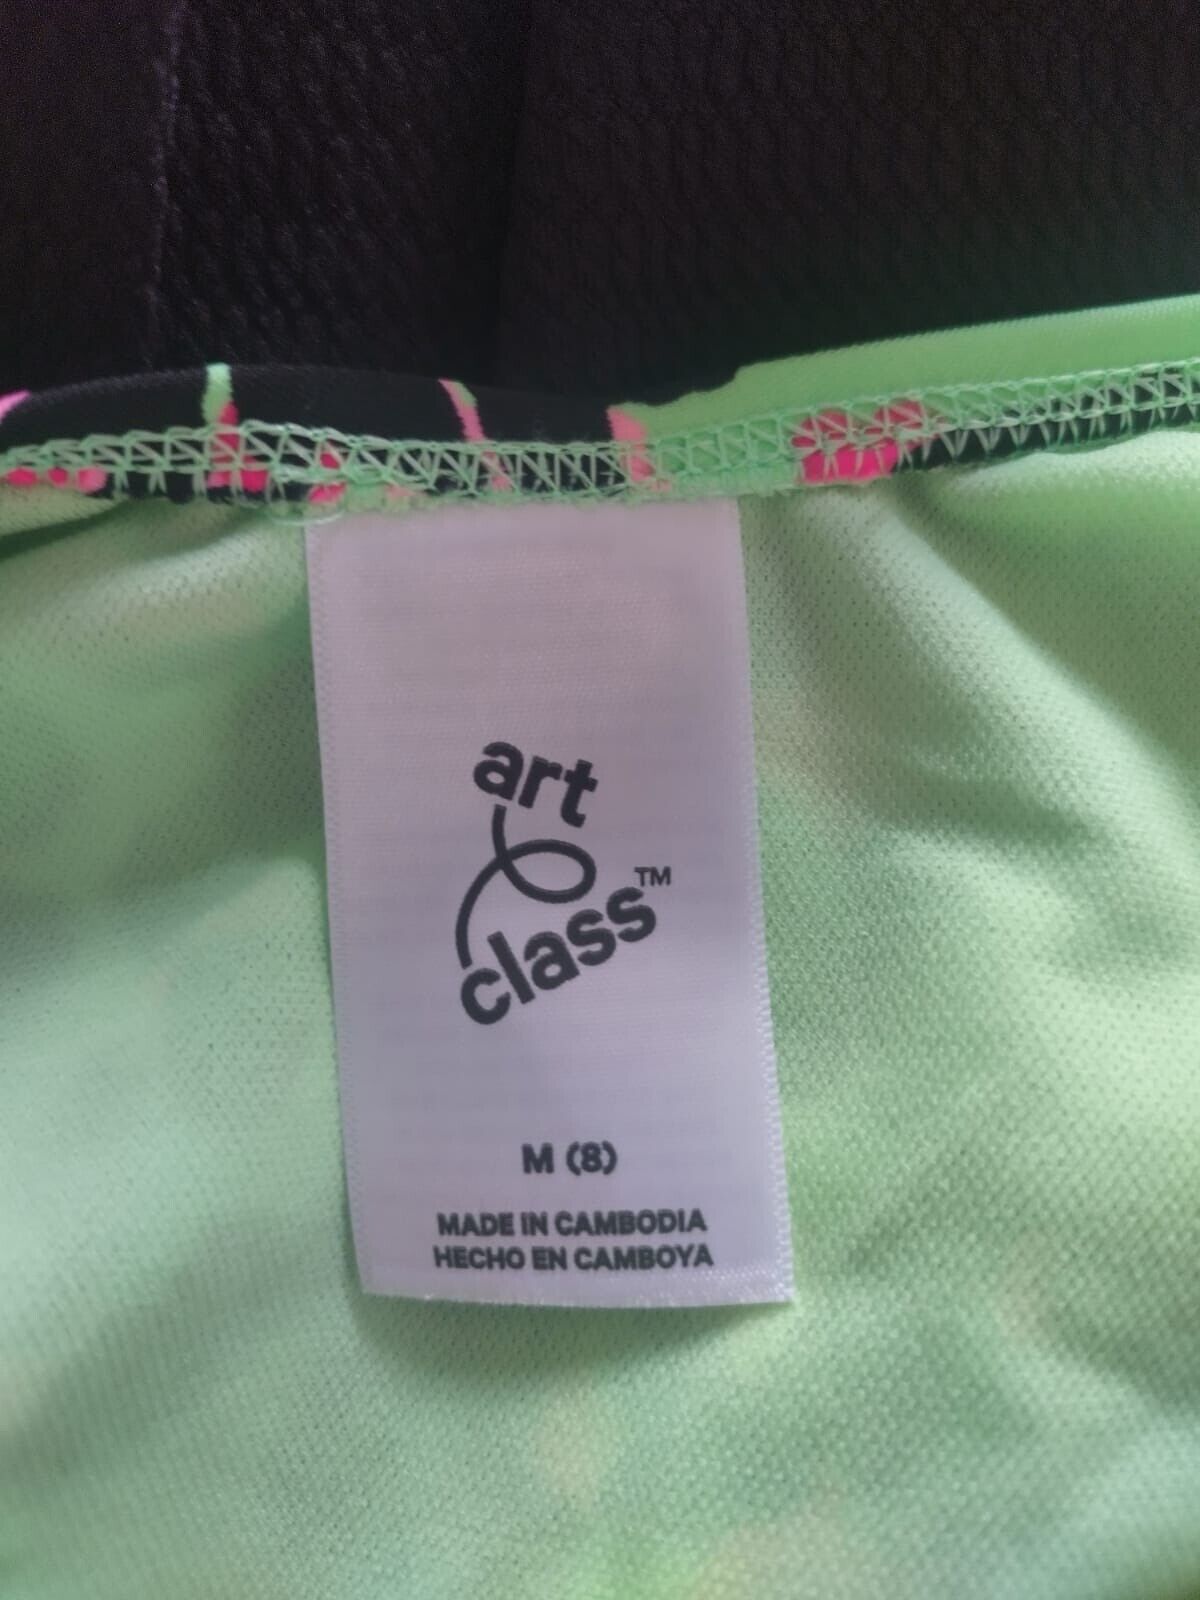 art
class™
M (8)
MADE IN CAMBODIA
HECHO EN CAMBOYA